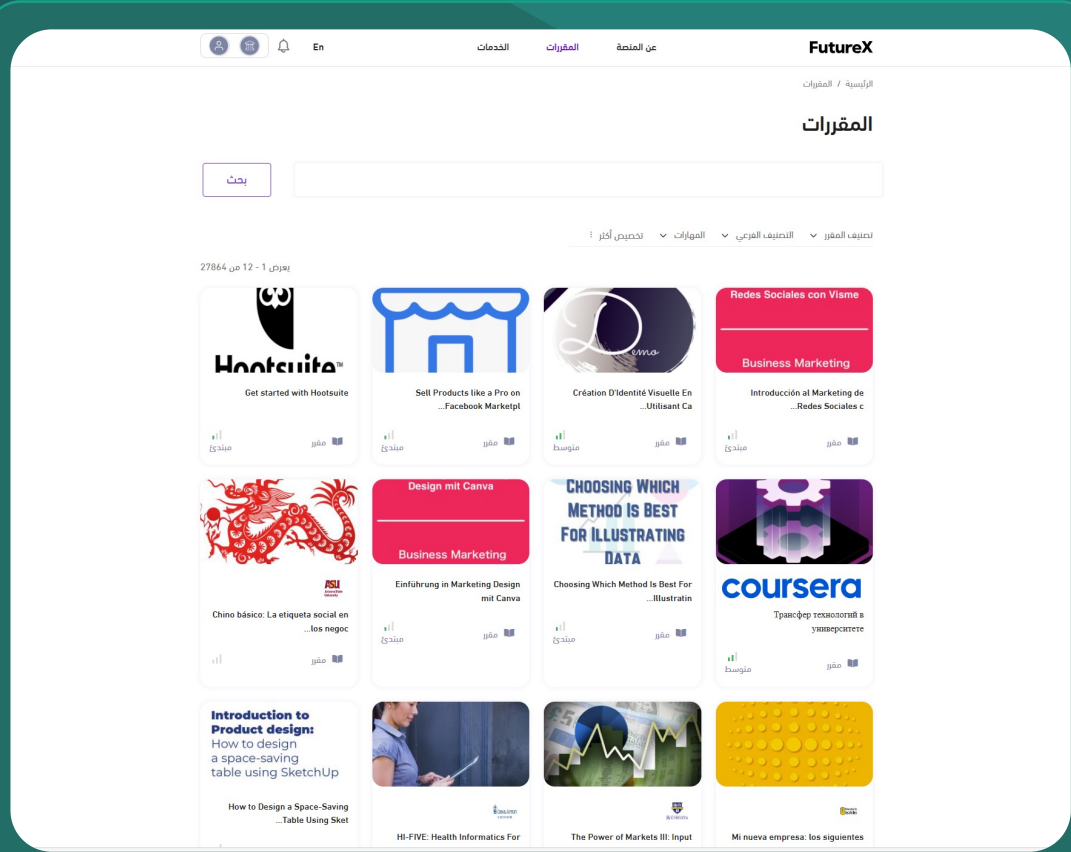 FutureX
عن المنصة
المقررات
الخدمات
En
الرئيسية / المقررات
المقررات
بحث
تصنيف المقرر
التصنيف الفرعي
المهارات
تخصيص أكثر
يعرض 1 - 12 من 27864
Redes Sociales con Visme
Business Marketing
Introducción al Marketing de
Redes Sociales c...
مقرر
مبتدئ
Demo
Création D'Identité Visuelle En
Utilisant Ca...
مقرر
متوسط
Sell Products like a Pro on
Facebook Marketpl...
مقرر
مبتدئ
Hootsuite™
Get started with Hootsuite
مقرر
مبتدئ
coursera
Трансфер технологий в
университете
مقرر
متوسط
CHOOSING WHICH
METHOD IS BEST
FOR ILLUSTRATING
DATA
Choosing Which Method Is Best For
Illustratin...
مقرر
مبتدئ
Design mit Canva
Business Marketing
Einführung in Marketing Design
mit Canva
مقرر
مبتدئ
ASU
Chino básico: La etiqueta social en
los negoc...
مقرر
Mi nueva empresa: los siguientes
The Power of Markets III: Input
HI-FIVE: Health Informatics For
Introduction to
Product design:
How to design
a space-saving
table using SketchUp
How to Design a Space-Saving
Table Using Sket...